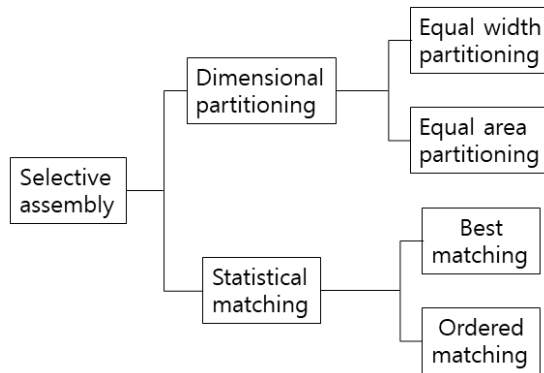 Selective
assembly
Dimensional
partitioning
Equal width
partitioning
Equal area
partitioning
Statistical
matching
Best
matching
Ordered
matching